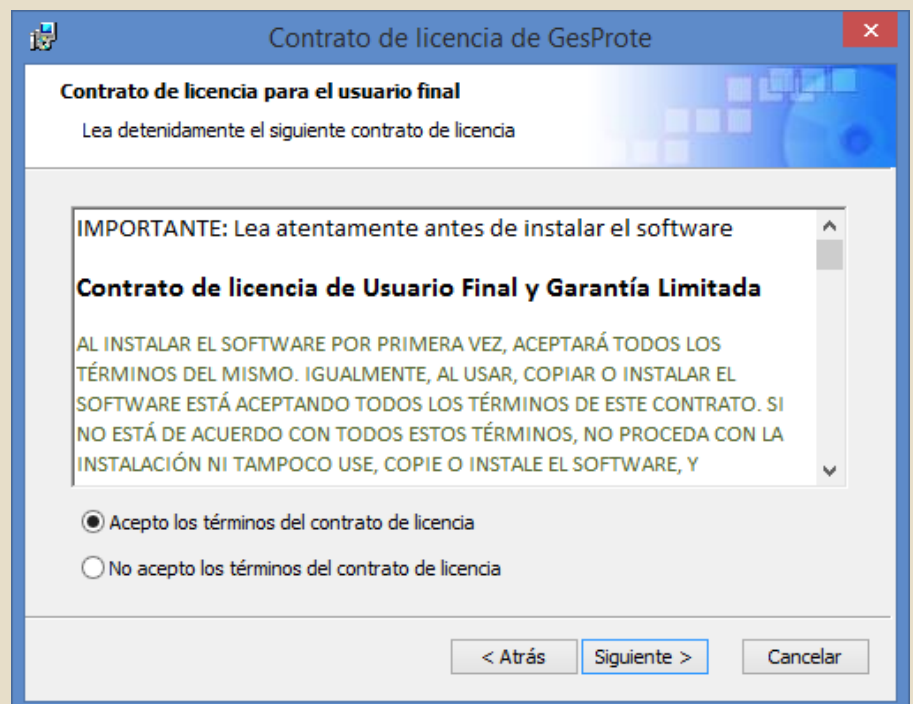 Contrato de licencia de GesProte
Contrato de licencia para el usuario final
Lea detenidamente el siguiente contrato de licencia
IMPORTANTE: Lea atentamente antes de instalar el software
Contrato de licencia de Usuario Final y Garantía Limitada
AL INSTALAR EL SOFTWARE POR PRIMERA VEZ, ACEPTARÁ TODOS LOS
TÉRMINOS DEL MISMO. IGUALMENTE, AL USAR, COPIAR O INSTALAR EL
SOFTWARE ESTÁ ACEPTANDO TODOS LOS TÉRMINOS DE ESTE CONTRATO. SI
NO ESTÁ DE ACUERDO CON TODOS ESTOS TÉRMINOS, NO PROCEDA CON LA
INSTALACIÓN NI TAMPOCO USE, COPIE O INSTALE EL SOFTWARE, Y
Acepto los términos del contrato de licencia
No acepto los términos del contrato de licencia
< Atrás Siguiente > Cancelar